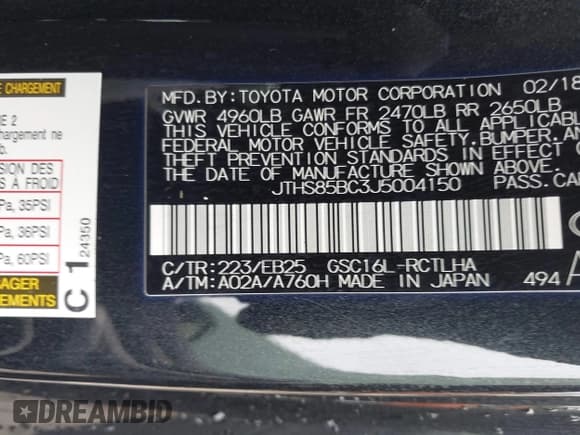 E CHARGEMENT
E 2
chargement ne
b.
SION DES
S À FROID
Pa, 35PSI
Pa, 36PSI
Pa, 60PSI
AGER
NEMENTS
C 1
24350
MFD. BY: TOYOTA MOTOR CORPORATION 02/18
GVWR 4960LB GAWR FR 2470LB RR 2650LB
THIS VEHICLE CONFORMS TO ALL APPLICABLE
FEDERAL MOTOR VEHICLE SAFETY, BUMPER, AN
THEFT PREVENTION STANDARDS IN EFFECT O
THE DATE OF MANUFACTURE SHOWN ABOVE.
JTHS85BC3J5004150 PASS.CAR
C/TR:223/EB25 GSC16L-RCTLHA
A/TM:A02A/A760H MADE IN JAPAN 494
DREAMBID